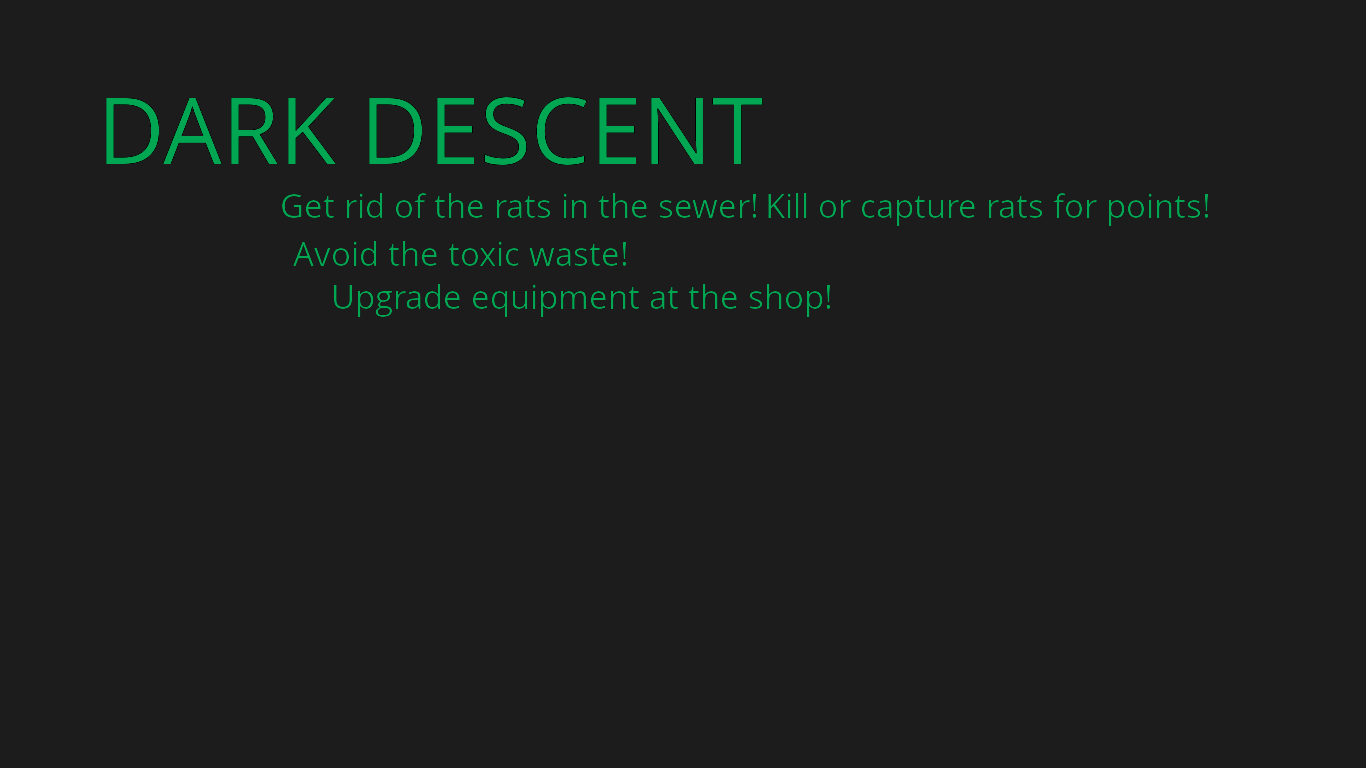 DARK DESCENT
Get rid of the rats in the sewer! Kill or capture rats for points!
Avoid the toxic waste!
Upgrade equipment at the shop!